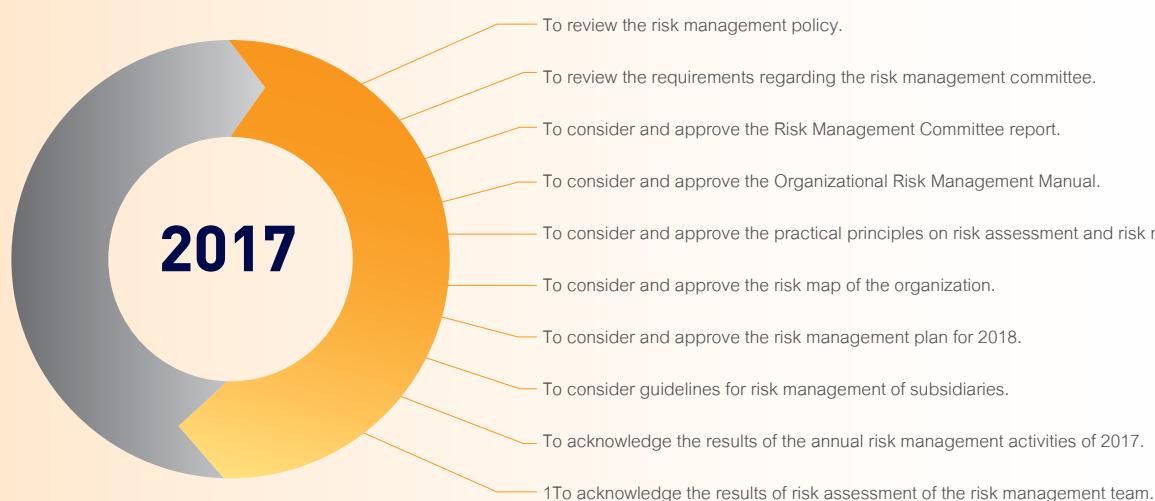 To review the risk management policy.
To review the requirements regarding the risk management committee.
To consider and approve the Risk Management Committee report.
To consider and approve the Organizational Risk Management Manual.
2017
To consider and approve the practical principles on risk assessment and risk
To consider and approve the risk map of the organization.
To consider and approve the risk management plan for 2018.
To consider guidelines for risk management of subsidiaries.
To acknowledge the results of the annual risk management activities of 2017.
1To acknowledge the results of risk assessment of the risk management team.